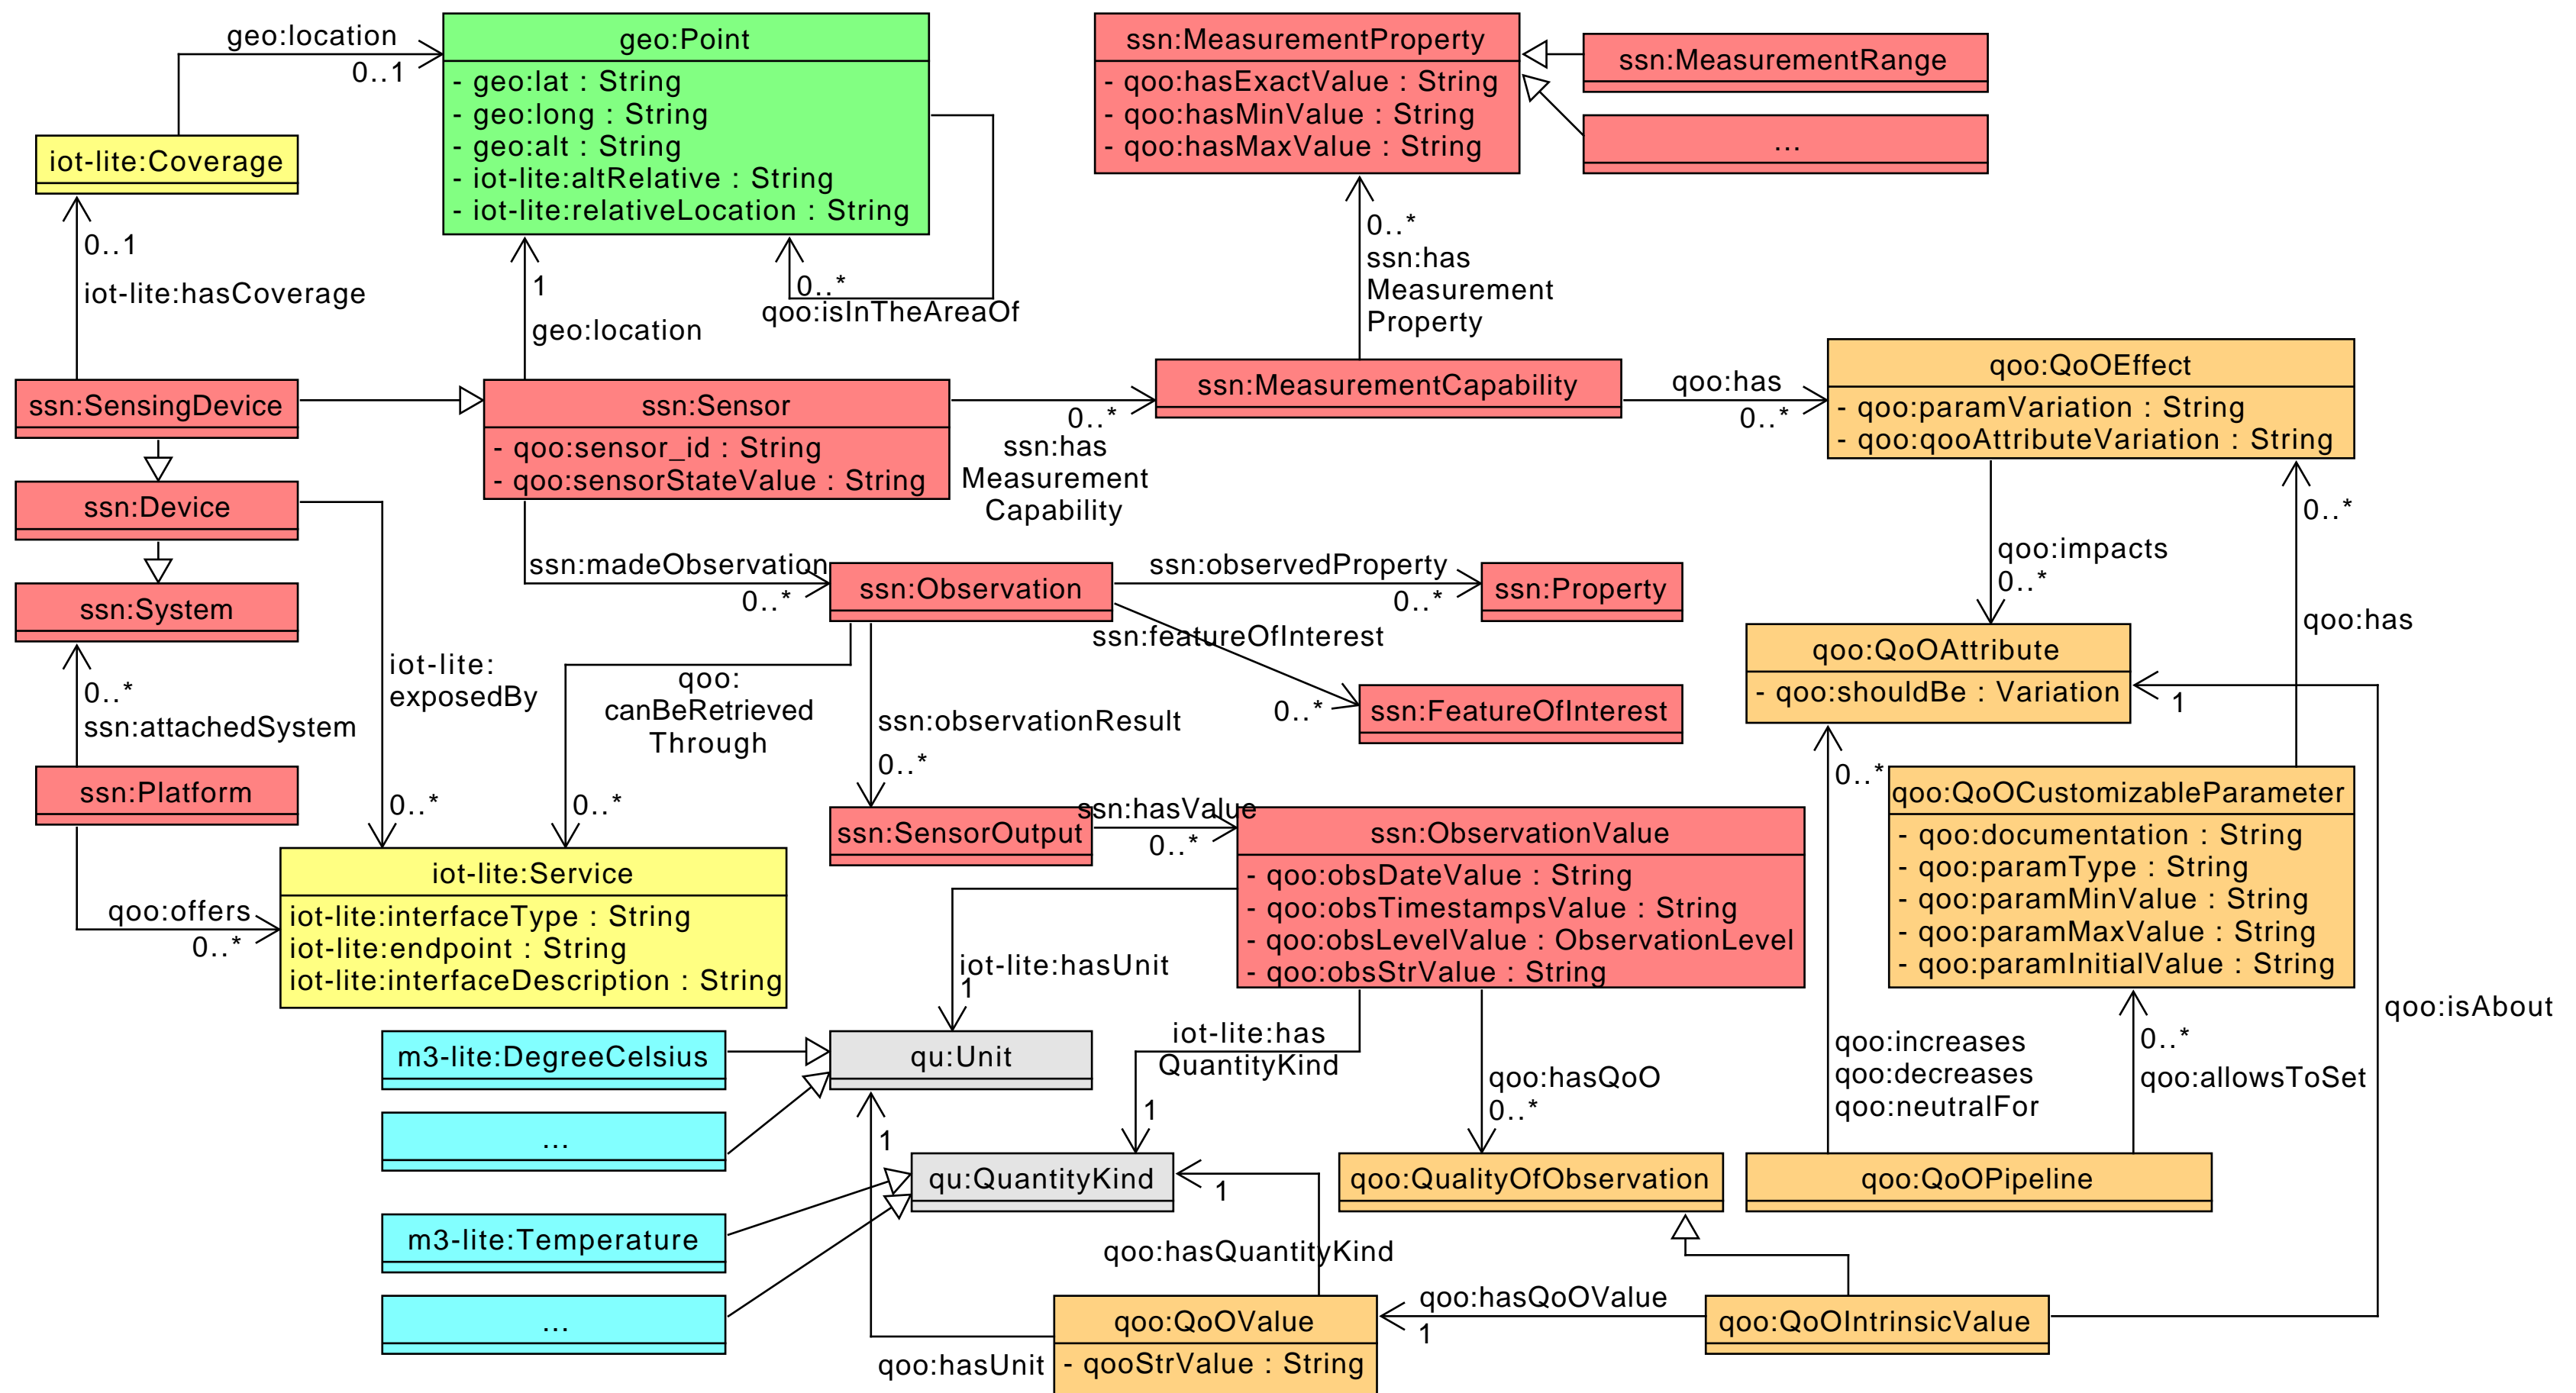 geo:location
0..1
geo:Point
- geo:lat : String
- geo:long : String
- geo:alt : String
- iot-lite:altRelative : String
- iot-lite:relativeLocation : String
ssn:MeasurementProperty
- qoo:hasExactValue : String
- qoo:hasMinValue : String
- qoo:hasMaxValue : String
ssn:MeasurementRange
...
iot-lite:Coverage
0..1
iot-lite:hasCoverage
1
geo:location
0..*
qoo:isInTheAreaOf
0..*
ssn:has
Measurement
Property
ssn:SensingDevice
ssn:Sensor
- qoo:sensor_id : String
- qoo:sensorStateValue : String
0..*
ssn:has
Measurement
Capability
ssn:MeasurementCapability
qoo:has
0..*
qoo:QoOEffect
- qoo:paramVariation : String
- qoo:qooAttributeVariation : String
ssn:Device
ssn:System
0..*
ssn:attachedSystem
ssn:Platform
iot-lite:
exposedBy
0..*
ssn:madeObservation
0..*
ssn:Observation
ssn:observedProperty
0..*
ssn:Property
ssn:featureOfInterest
0..*
ssn:FeatureOfInterest
qoo:
canBeRetrieved
Through
0..*
ssn:observationResult
0..*
qoo:impacts
0..*
0..*
qoo:has
qoo:QoOAttribute
- qoo:shouldBe : Variation
1
0..*
qoo:QoOCustomizableParameter
- qoo:documentation : String
- qoo:paramType : String
- qoo:paramMinValue : String
- qoo:paramMaxValue : String
- qoo:paramInitialValue : String
ssn:SensorOutput
ssn:hasValue
0..*
ssn:ObservationValue
- qoo:obsDateValue : String
- qoo:obsTimestampsValue : String
- qoo:obsLevelValue : ObservationLevel
- qoo:obsStrValue : String
qoo:offers
0..*
iot-lite:Service
iot-lite:interfaceType : String
iot-lite:endpoint : String
iot-lite:interfaceDescription : String
iot-lite:hasUnit
1
qoo:isAbout
m3-lite:DegreeCelsius
qu:Unit
iot-lite:has
QuantityKind
1
qoo:hasQoO
0..*
qoo:increases
qoo:decreases
qoo:neutralFor
0..*
qoo:allowsToSet
...
1
qu:QuantityKind
1
qoo:QualityOfObservation
qoo:QoOPipeline
m3-lite:Temperature
qoo:hasQuantityKind
...
qoo:hasUnit
qoo:QoOValue
- qooStrValue : String
qoo:hasQoOValue
1
qoo:QoOIntrinsicValue